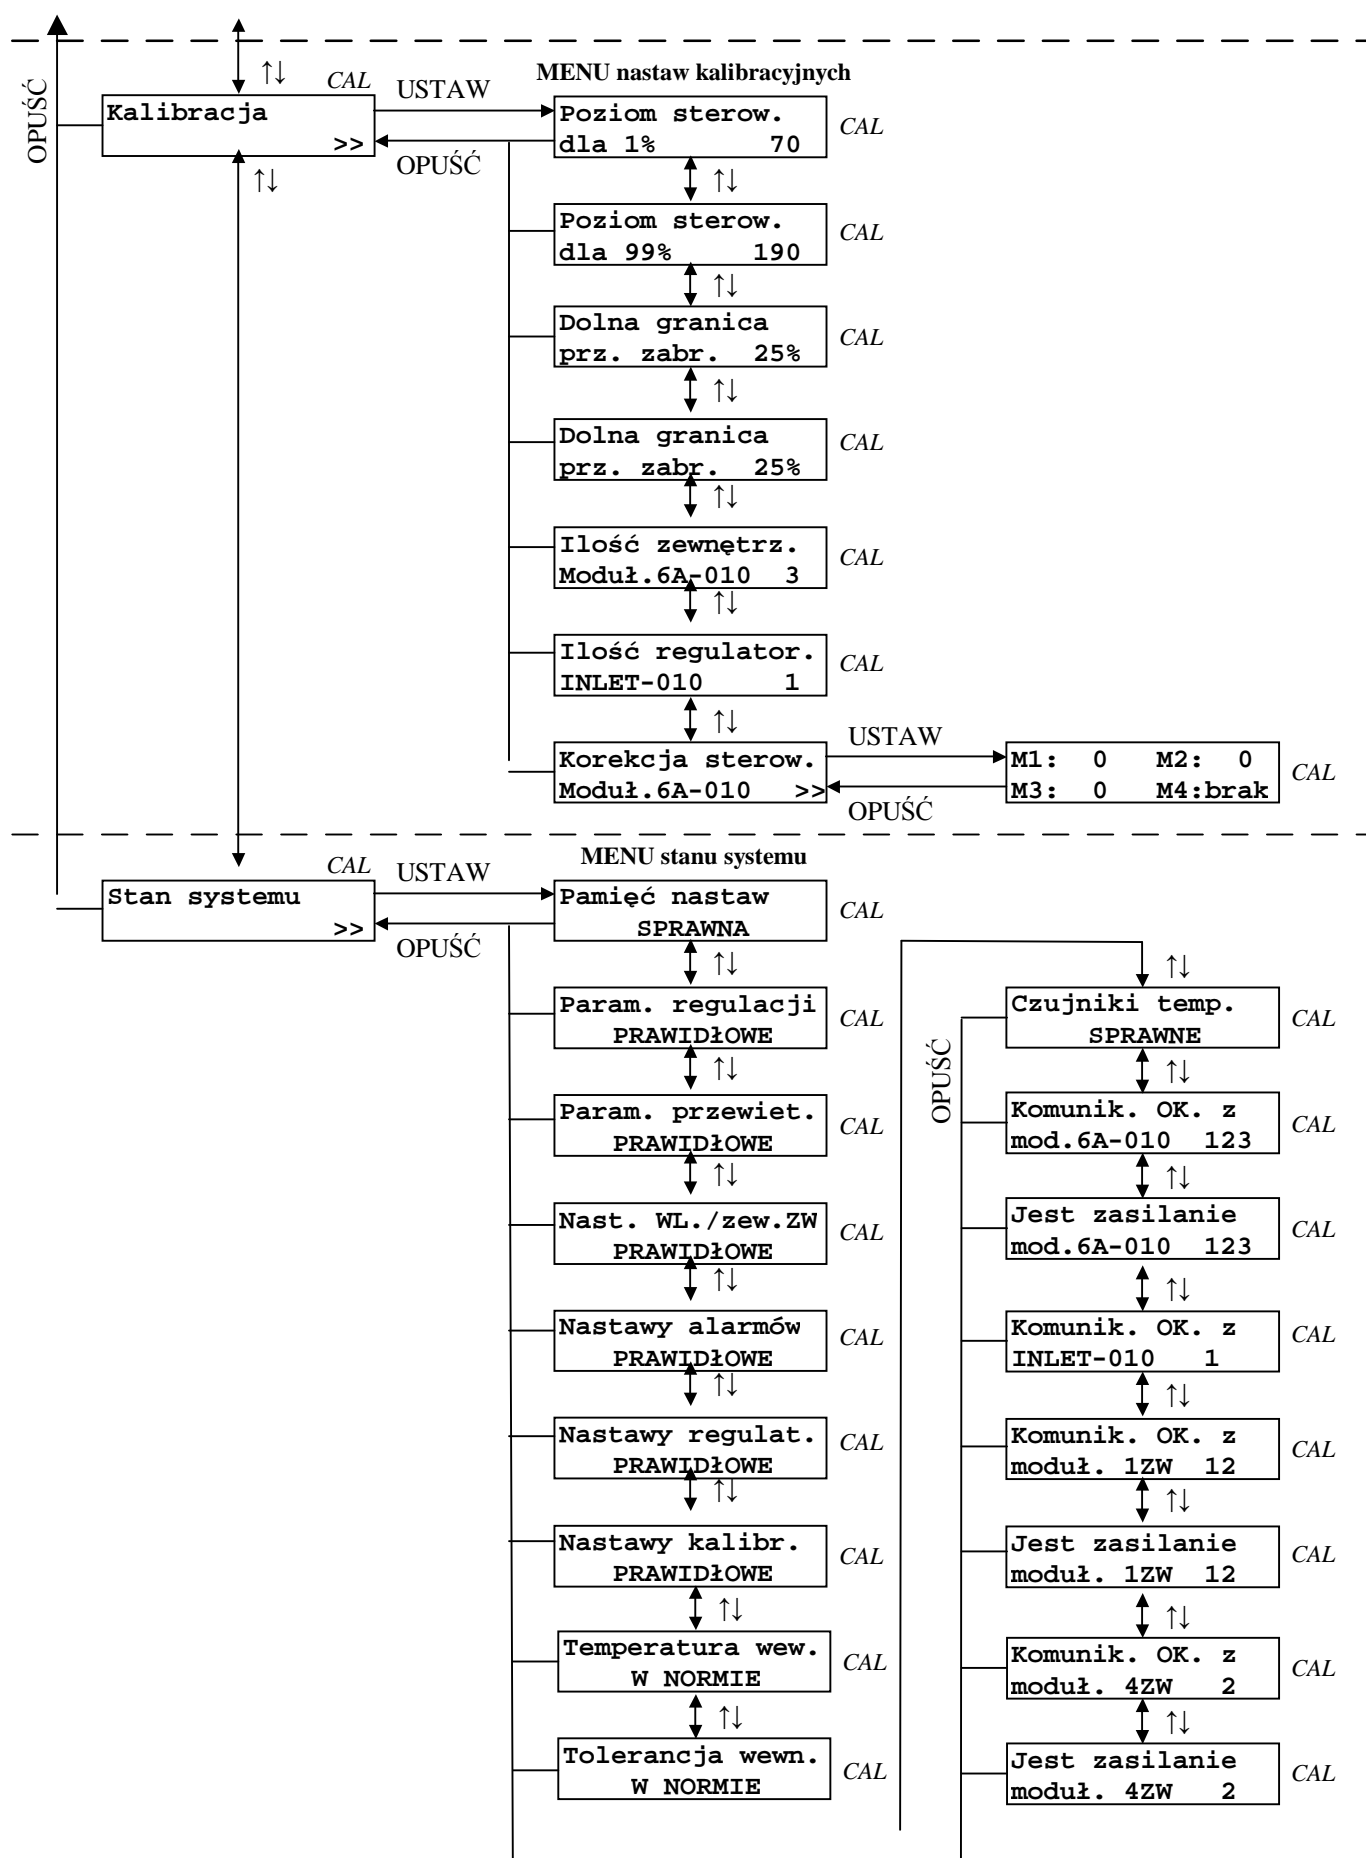 OPUŚĆ
↑↓
CAL
USTAW
MENU nastaw kalibracyjnych
Kalibracja
>>
OPUŚĆ
↑↓
Poziom sterow.
dla 1% 70
CAL
↑↓
Poziom sterow.
dla 99% 190
CAL
↑↓
Dolna granica
prz. zabr. 25%
CAL
↑↓
Dolna granica
prz. zabr. 25%
CAL
↑↓
Ilość zewnętrz.
Moduł.6A-010 3
CAL
↑↓
Ilość regulator.
INLET-010 1
CAL
↑↓
Korekcja sterow.
Moduł.6A-010 >>
USTAW
OPUŚĆ
M1: 0 M2: 0
M3: 0 M4:brak
CAL
MENU stanu systemu
CAL
USTAW
Stan systemu
>>
OPUŚĆ
Pamięć nastaw
SPRAWNA
CAL
↑↓
Param. regulacji
PRAWIDŁOWE
CAL
↑↓
Param. przewiet.
PRAWIDŁOWE
CAL
↑↓
Nast. WL./zew.ZW
PRAWIDŁOWE
CAL
↑↓
Nastawy alarmów
PRAWIDŁOWE
CAL
↑↓
Nastawy regulat.
PRAWIDŁOWE
CAL
↑↓
Nastawy kalibr.
PRAWIDŁOWE
CAL
↑↓
Temperatura wew.
W NORMIE
CAL
↑↓
Tolerancja wewn.
W NORMIE
CAL
↑↓
OPUŚĆ
Czujniki temp.
SPRAWNE
CAL
↑↓
Komunik. OK. z
mod.6A-010 123
CAL
↑↓
Jest zasilanie
mod.6A-010 123
CAL
↑↓
Komunik. OK. z
INLET-010 1
CAL
↑↓
Komunik. OK. z
moduł. 1ZW 12
CAL
↑↓
Jest zasilanie
moduł. 1ZW 12
CAL
↑↓
Komunik. OK. z
moduł. 4ZW 2
CAL
↑↓
Jest zasilanie
moduł. 4ZW 2
CAL